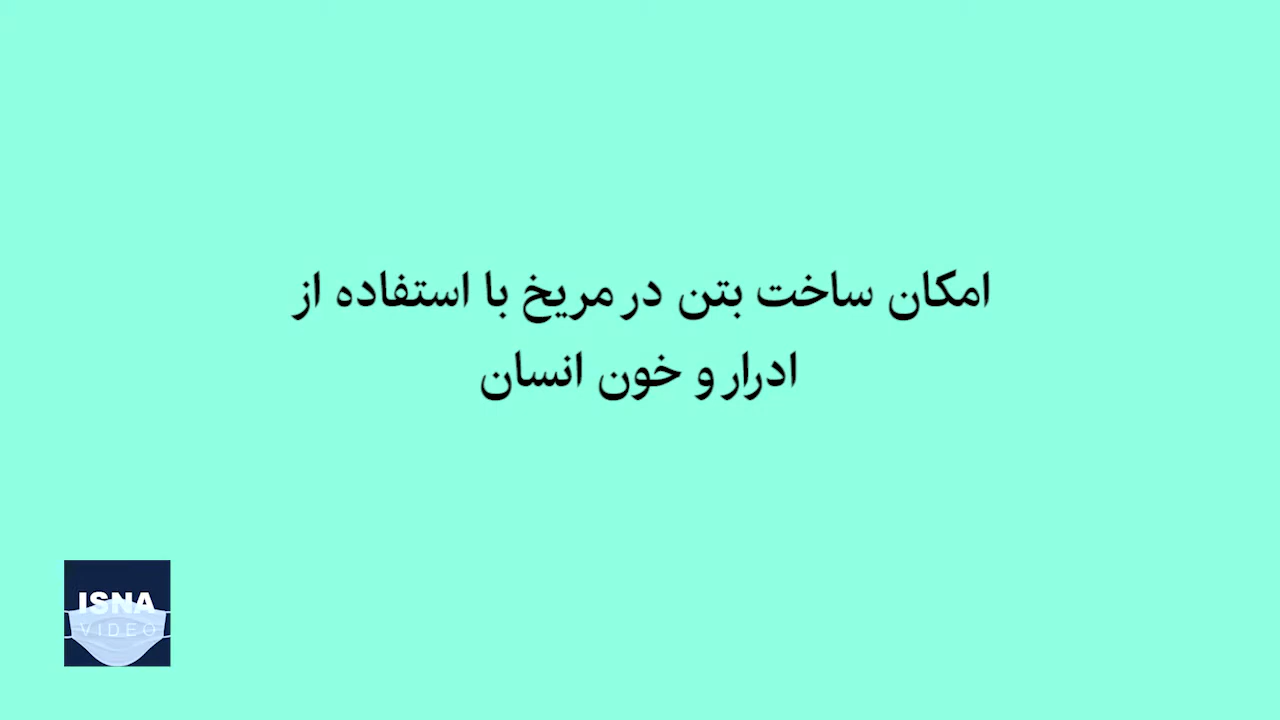 امکان ساخت بتن در مریخ با استفاده از
ادرار و خون انسان
ISNA
VIDEO